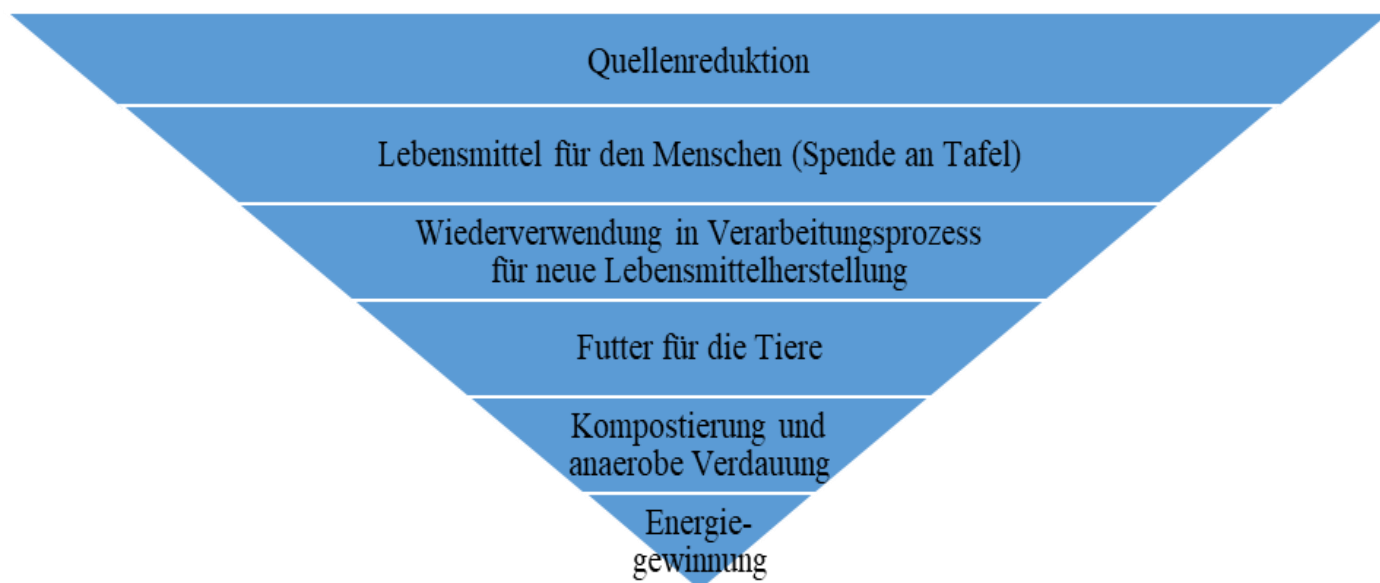 Quellenreduktion
Lebensmittel für den Menschen (Spende an Tafel)
Wiederverwendung in Verarbeitungsprozess
für neue Lebensmittelherstellung
Futter für die Tiere
Kompostierung und
anaerobe Verdauung
Energie-
gewinnung